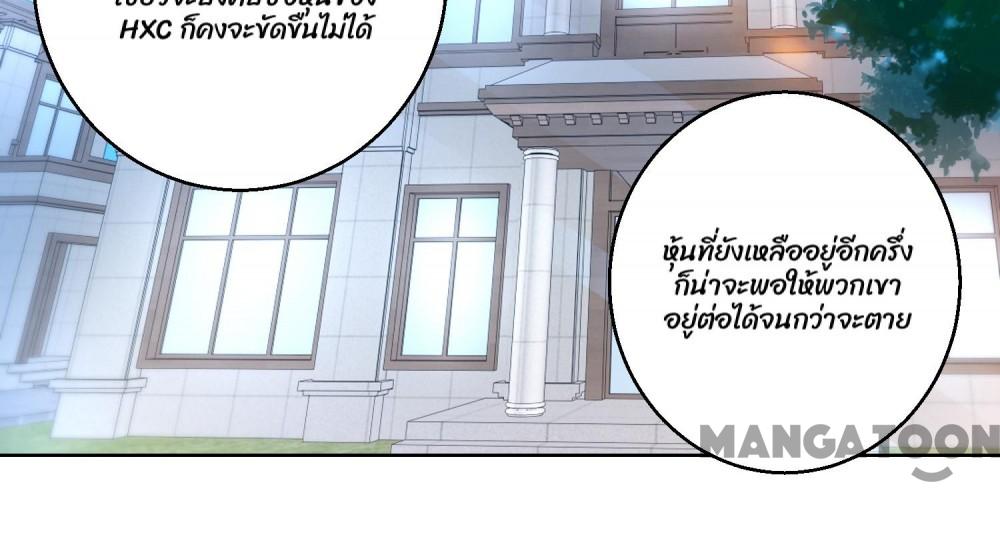 HXC ก็คงจะขัดขืนไม่ได้
หุ้นที่ยังเหลืออยู่อีกครึ่ง
ก็น่าจะพอให้พวกเขา
อยู่ต่อได้จนกว่าจะตาย
MANGATOON